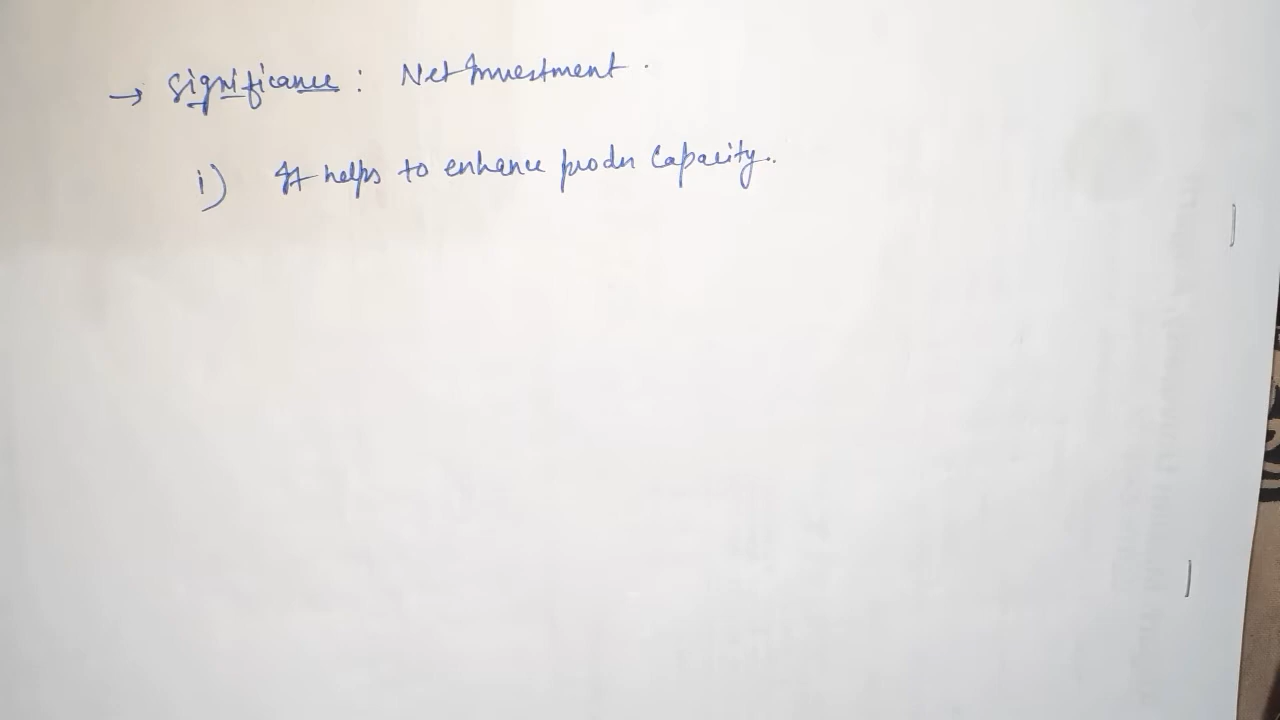 → Significance : Net Investment .
i) It helps to enhance prodn Capacity..